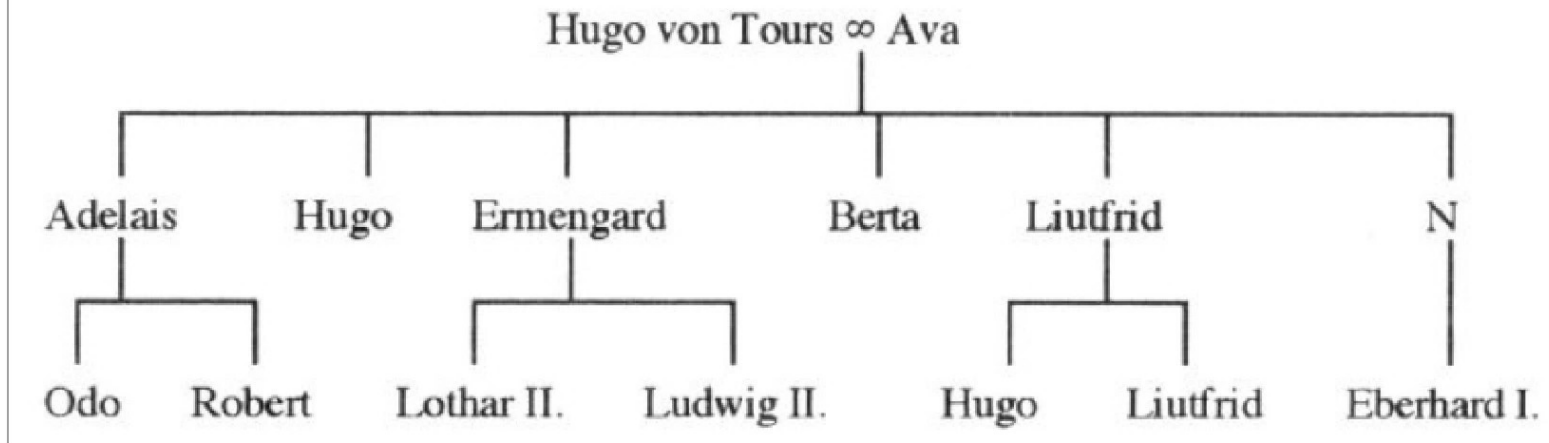 Hugo von Tours ∞ Ava
Adelais Hugo Ermengard Berta Liutfrid N
Odo Robert Lothar II. Ludwig II. Hugo Liutfrid Eberhard I.